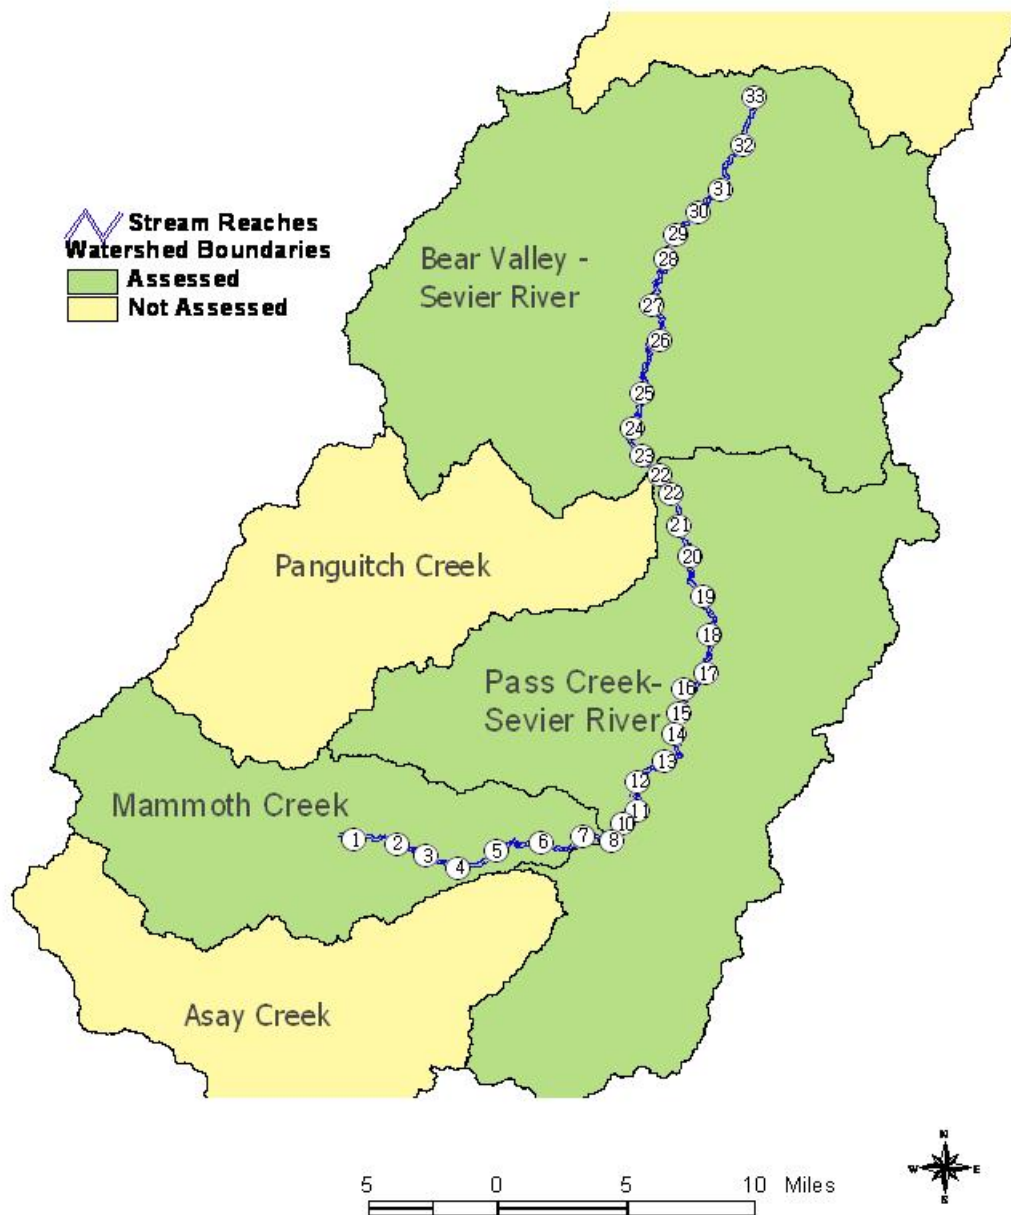 33
32
31
30
Stream Reaches
Watershed Boundaries
Assessed
Not Assessed
29
Bear Valley -
Sevier River
28
27
26
25
24
23
22
22
21
Panguitch Creek
20
19
18
17
Pass Creek-
Sevier River
16
15
14
13
12
Mammoth Creek
11
10
1
2
3
4
5
6
7
8
Asay Creek
N
W E
S
5 0 5 10 Miles